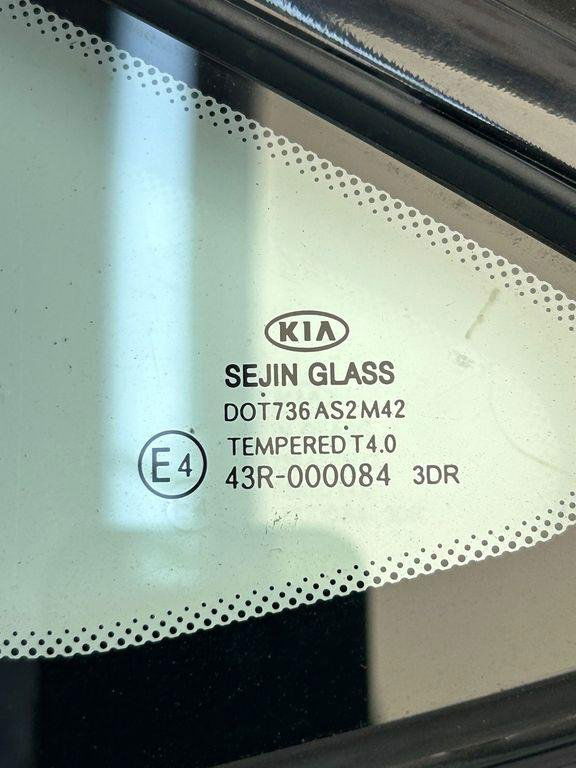 KIA
SEJIN GLASS
DOT736 AS2 M42
TEMPERED T4.0
E4 43R-000084 3DR